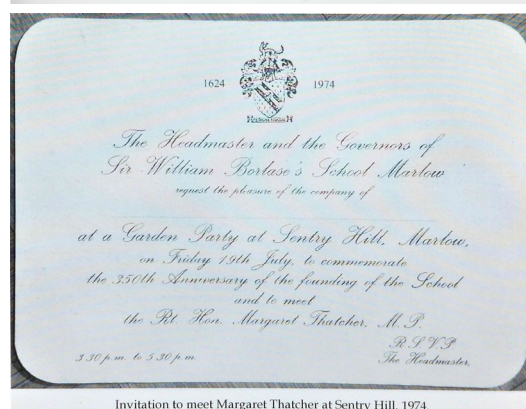 1624 1974
The Headmaster and the Governors of
Sir William Borlase's School Marlow
request the pleasure of the company of
at a Garden Party at Sentry Hill, Marlow,
on Friday 19th July, to commemorate
the 350th Anniversary of the founding of the School
and to meet
the Rt. Hon. Margaret Thatcher, M.P.
R.S.V.P.
3.30 p.m. to 5.30 p.m. The Headmaster,
Invitation to meet Margaret Thatcher at Sentry Hill, 1974.